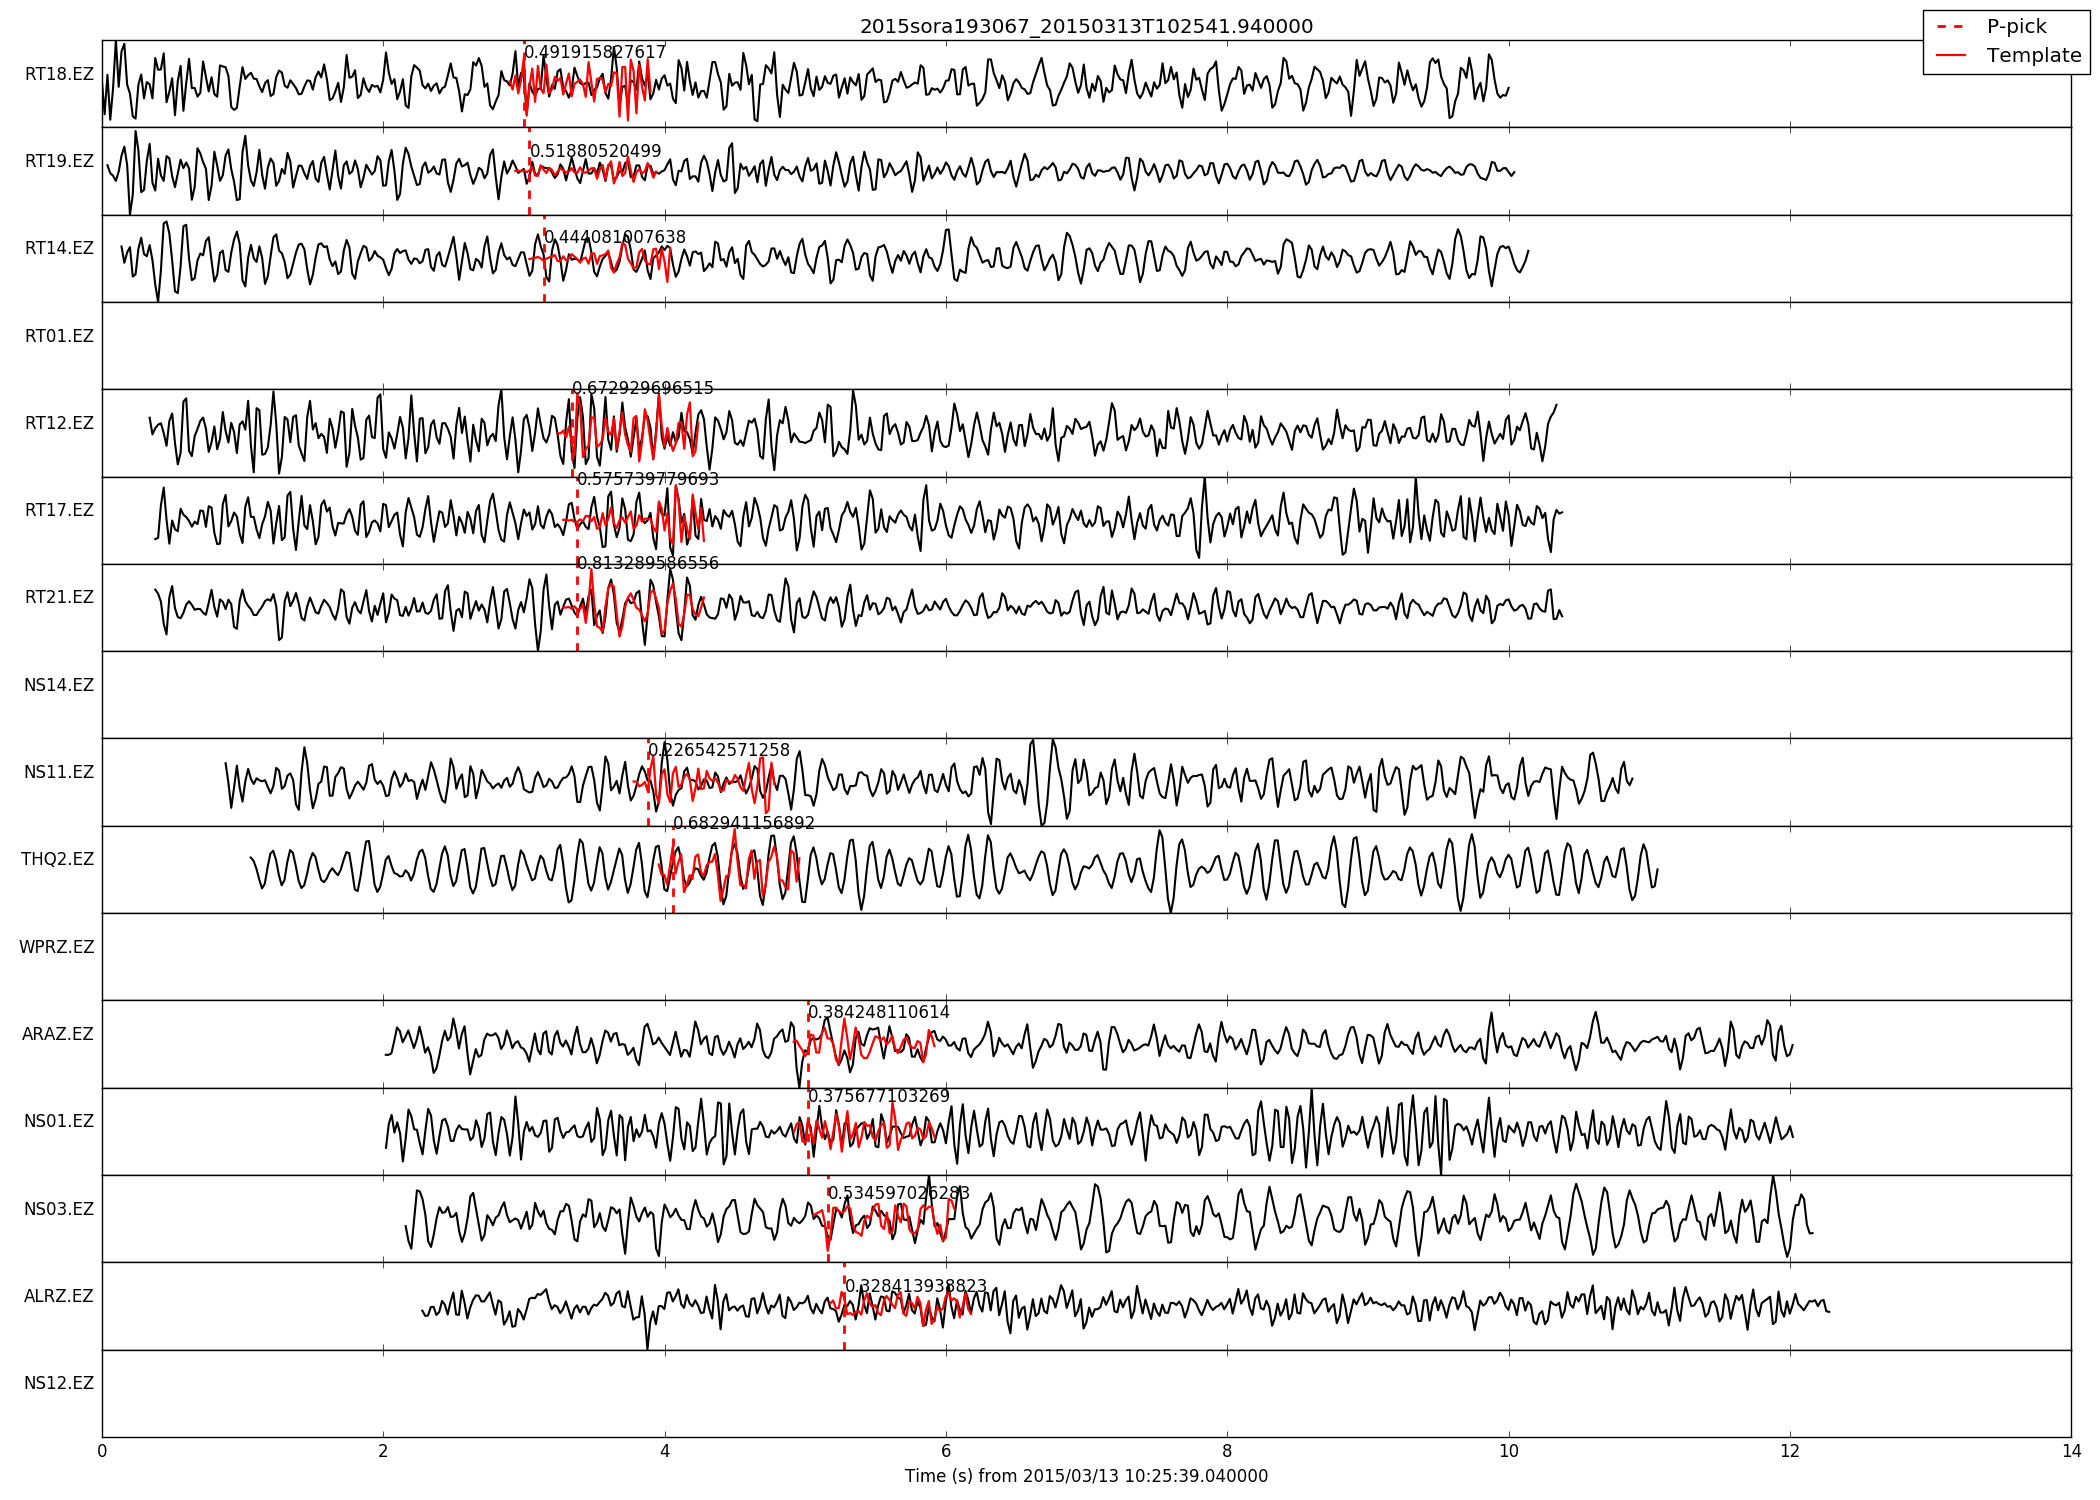 2015sora193067_20150313T102541.940000
P-pick
Template
RT18.EZ
0.491915827617
RT19.EZ
0.51880520499
RT14.EZ
0.444081007638
RT01.EZ
RT12.EZ
0.672929696515
RT17.EZ
0.575739779693
RT21.EZ
0.813289586556
NS14.EZ
NS11.EZ
0.226542571258
THQ2.EZ
0.682941156892
WPRZ.EZ
ARAZ.EZ
0.384248110614
NS01.EZ
0.375677103269
NS03.EZ
0.534597026283
ALRZ.EZ
0.328413938823
NS12.EZ
0 2 4 6 8 10 12 14
Time (s) from 2015/03/13 10:25:39.040000